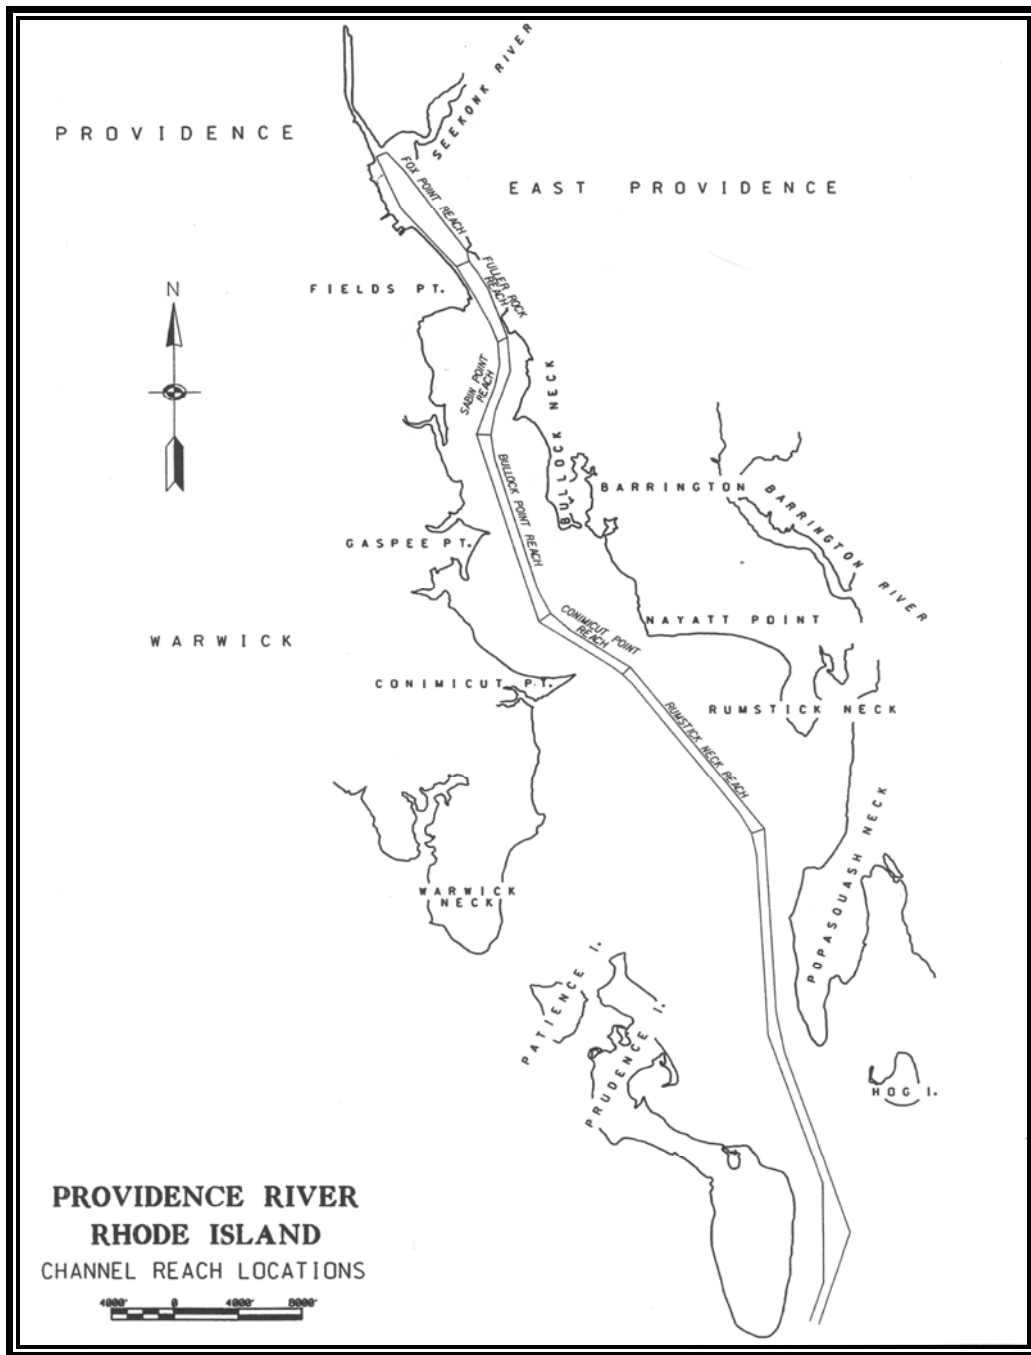 SEEKONK RIVER
PROVIDENCE
FOX POINT REACH
EAST PROVIDENCE
FULLER ROCK
REACH
N
FIELDS PT.
SABIN POINT
REACH
BULLOCK NECK
BULLOCK POINT REACH
BARRINGTON
BARRINGTON RIVER
GASPEE PT.
CONIMICUT POINT
REACH
NAYATT POINT
WARWICK
CONIMICUT PT.
RUMSTICK NECK
RUMSTICK NECK REACH
POPASQUASH NECK
WARWICK
NECK
PATIENCE I.
PRUDENCE I.
HOG I.
PROVIDENCE RIVER
RHODE ISLAND
CHANNEL REACH LOCATIONS
4000' 0 4000' 8000'